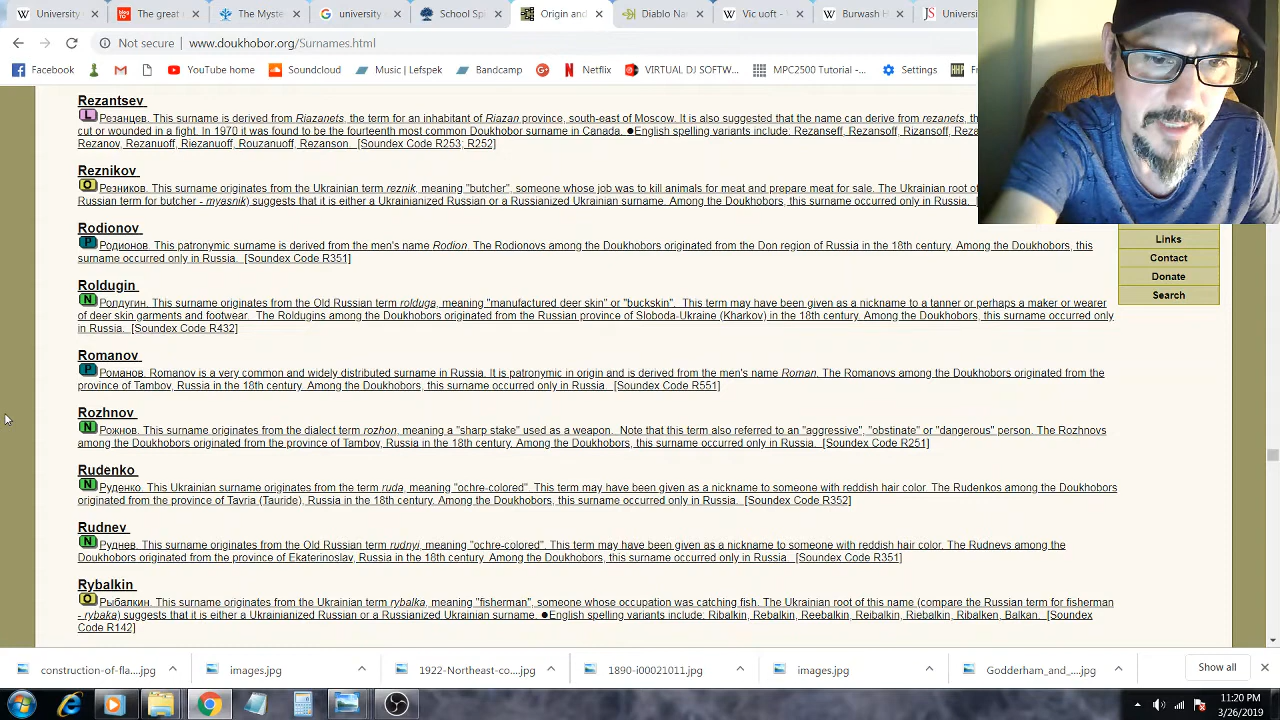 University
The great
The Myste
university
School Sp
Origin and
Diablo Na
Vic uoft -
Burwash H
Universi
Not secure | www.doukhobor.org/Surnames.html
Facebook
YouTube home
Soundcloud
Music | Lefspek
Bandcamp
Netflix
VIRTUAL DJ SOFTW...
MPC2500 Tutorial -...
Settings
Rezantsev
L Резанцев. This surname is derived from Riazanets, the term for an inhabitant of Riazan province, south-east of Moscow. It is also suggested that the name can derive from rezanets, th
cut or wounded in a fight. In 1970 it was found to be the fourteenth most common Doukhobor surname in Canada. ●English spelling variants include: Rezanseff, Rezansoff, Rizansoff, Reza
Rezanov, Rezanuoff, Riezanuoff, Rouzanuoff, Rezanson. [Soundex Code R253; R252]
Reznikov
O Резников. This surname originates from the Ukrainian term reznik, meaning "butcher", someone whose job was to kill animals for meat and prepare meat for sale. The Ukrainian root of
Russian term for butcher - myasnik) suggests that it is either a Ukrainianized Russian or a Russianized Ukrainian surname. Among the Doukhobors, this surname occurred only in Russia. [
Rodionov
P Родионов. This patronymic surname is derived from the men's name Rodion. The Rodionovs among the Doukhobors originated from the Don region of Russia in the 18th century. Among the Doukhobors, this
surname occurred only in Russia. [Soundex Code R351]
Roldugin
N Ролдугин. This surname originates from the Old Russian term rolduga, meaning "manufactured deer skin" or "buckskin". This term may have been given as a nickname to a tanner or perhaps a maker or wearer
of deer skin garments and footwear. The Roldugins among the Doukhobors originated from the Russian province of Sloboda-Ukraine (Kharkov) in the 18th century. Among the Doukhobors, this surname occurred only
in Russia. [Soundex Code R432]
Romanov
P Романов. Romanov is a very common and widely distributed surname in Russia. It is patronymic in origin and is derived from the men's name Roman. The Romanovs among the Doukhobors originated from the
province of Tambov, Russia in the 18th century. Among the Doukhobors, this surname occurred only in Russia. [Soundex Code R551]
Rozhnov
N Рожнов. This surname originates from the dialect term rozhon, meaning a "sharp stake" used as a weapon. Note that this term also referred to an "aggressive", "obstinate" or "dangerous" person. The Rozhnovs
among the Doukhobors originated from the province of Tambov, Russia in the 18th century. Among the Doukhobors, this surname occurred only in Russia. [Soundex Code R251]
Rudenko
N Руденко. This Ukrainian surname originates from the term ruda, meaning "ochre-colored". This term may have been given as a nickname to someone with reddish hair color. The Rudenkos among the Doukhobors
originated from the province of Tavria (Tauride), Russia in the 18th century. Among the Doukhobors, this surname occurred only in Russia. [Soundex Code R352]
Rudnev
N Руднев. This surname originates from the Old Russian term rudnyi, meaning "ochre-colored". This term may have been given as a nickname to someone with reddish hair color. The Rudnevs among the
Doukhobors originated from the province of Ekaterinoslav, Russia in the 18th century. Among the Doukhobors, this surname occurred only in Russia. [Soundex Code R351]
Rybalkin
O Рыбалкин. This surname originates from the Ukrainian term rybalka, meaning "fisherman", someone whose occupation was catching fish. The Ukrainian root of this name (compare the Russian term for fisherman
- rybaka) suggests that it is either a Ukrainianized Russian or a Russianized Ukrainian surname. ●English spelling variants include: Ribalkin, Rebalkin, Reebalkin, Reibalkin, Riebalkin, Ribalken, Balkan. [Soundex
Code R142]
Links
Contact
Donate
Search
construction-of-fla....jpg
images.jpg
1922-Northeast-co....jpg
1890-i00021011.jpg
images.jpg
Godderham_and_....jpg
Show all
11:20 PM
3/26/2019